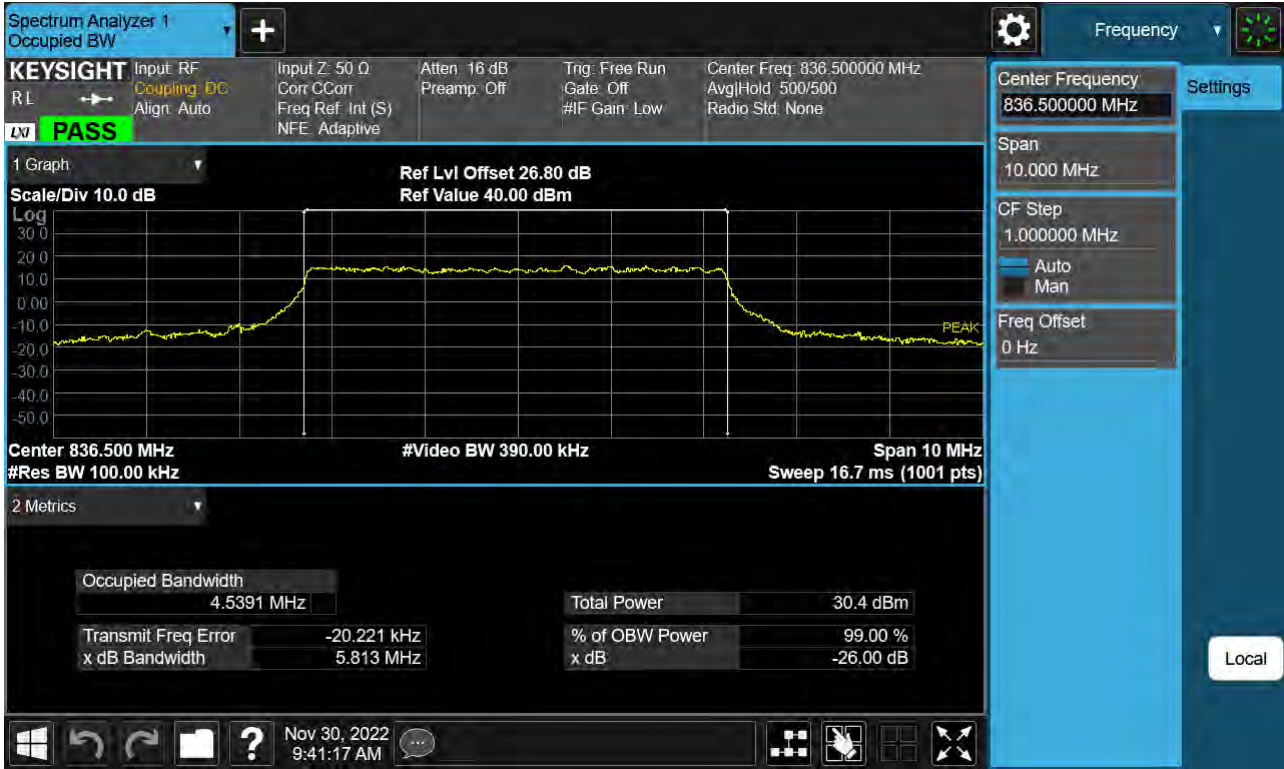 Spectrum Analyzer 1
Occupied BW
+
Frequency
KEYSIGHT
R L
LXI PASS
Input: RF
Coupling: DC
Align: Auto
Input Z: 50 Ω
Corr CCorr
Freq Ref: Int (S)
NFE: Adaptive
Atten: 16 dB
Preamp: Off
Trig: Free Run
Gate: Off
#IF Gain: Low
Center Freq: 836.500000 MHz
Avg|Hold: 500/500
Radio Std: None
Center Frequency
836.500000 MHz
Settings
Span
10.000 MHz
CF Step
1.000000 MHz
Auto
Man
Freq Offset
0 Hz
Local
1 Graph
Scale/Div 10.0 dB
Ref Lvl Offset 26.80 dB
Ref Value 40.00 dBm
Log
30.0
20.0
10.0
0.00
-10.0
-20.0
-30.0
-40.0
-50.0
PEAK
Center 836.500 MHz
#Video BW 390.00 kHz
Span 10 MHz
#Res BW 100.00 kHz
Sweep 16.7 ms (1001 pts)
2 Metrics
Occupied Bandwidth
4.5391 MHz
Total Power 30.4 dBm
Transmit Freq Error -20.221 kHz
% of OBW Power 99.00 %
x dB Bandwidth 5.813 MHz
x dB -26.00 dB
?
Nov 30, 2022
9:41:17 AM